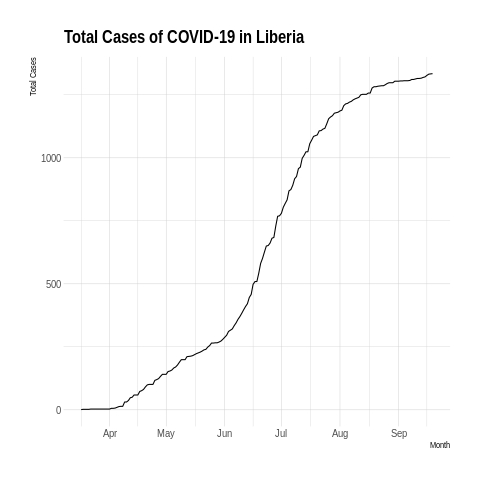 Total Cases of COVID-19 in Liberia
Total Cases
1000
500
0
Apr May Jun Jul Aug Sep
Month